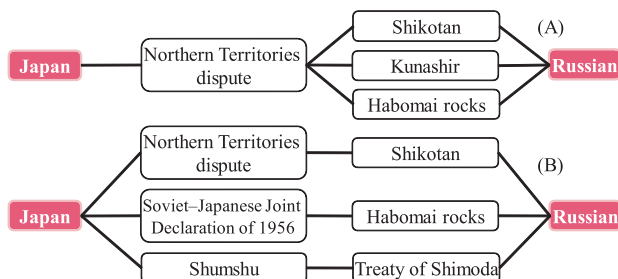 Shikotan
(A)
Japan
Northern Territories
dispute
Kunashir
Russian
Habomai rocks
Northern Territories
dispute
Shikotan
(B)
Japan
Soviet–Japanese Joint
Declaration of 1956
Habomai rocks
Russian
Shumshu
Treaty of Shimoda